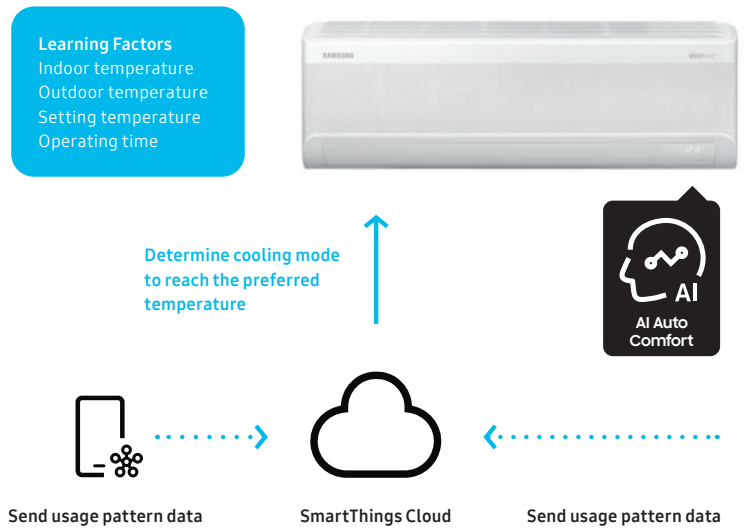 Learning Factors
Indoor temperature
Outdoor temperature
Setting temperature
Operating time
SAMSUNG
Determine cooling mode
to reach the preferred
temperature
AI
AI Auto
Comfort
Send usage pattern data
SmartThings Cloud
Send usage pattern data